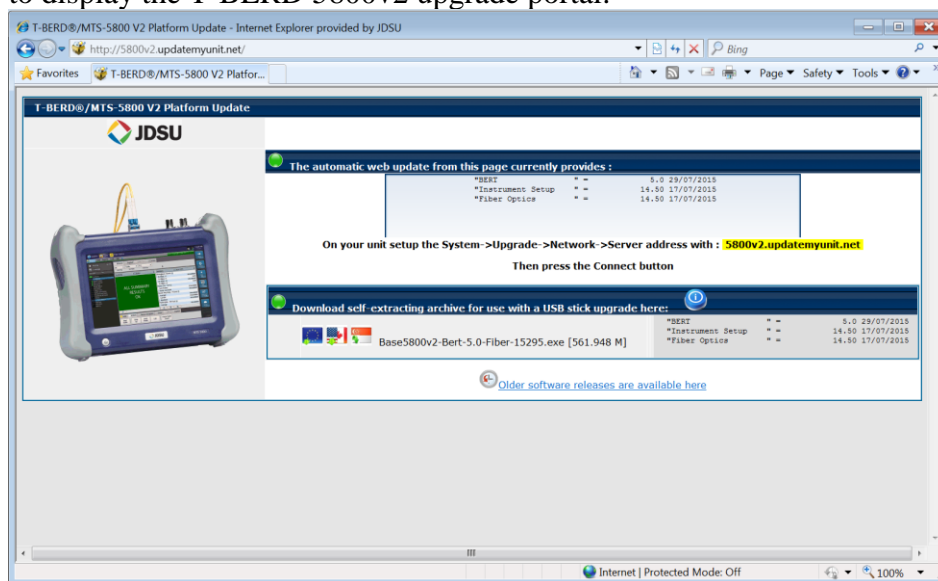 to display the T-BERD 5800v2 upgrade portal.
T-BERD®/MTS-5800 V2 Platform Update - Internet Explorer provided by JDSU
http://5800v2.updatemyunit.net/
Bing
Favorites
T-BERD®/MTS-5800 V2 Platfor...
Page
Safety
Tools
T-BERD®/MTS-5800 V2 Platform Update
JDSU
The automatic web update from this page currently provides :
"BERT " = 5.0 29/07/2015
"Instrument Setup " = 14.50 17/07/2015
"Fiber Optics " = 14.50 17/07/2015
On your unit setup the System->Upgrade->Network->Server address with : 5800v2.updatemyunit.net
Then press the Connect button
ALL SUMMARY
RESULTS
OK
Download self-extracting archive for use with a USB stick upgrade here:
Base5800v2-Bert-5.0-Fiber-15295.exe [561.948 M]
"BERT " = 5.0 29/07/2015
"Instrument Setup " = 14.50 17/07/2015
"Fiber Optics " = 14.50 17/07/2015
Older software releases are available here
Internet | Protected Mode: Off
100%